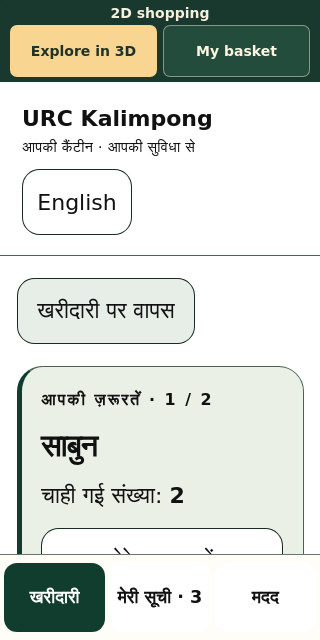 2D shopping
Explore in 3D
My basket
URC Kalimpong
आपकी कैंटीन · आपकी सुविधा से
English
खरीदारी पर वापस
आपकी ज़रूरतें · 1 / 2
साबुन
चाही गई संख्या: 2
खरीदारी
मेरी सूची · 3
मदद